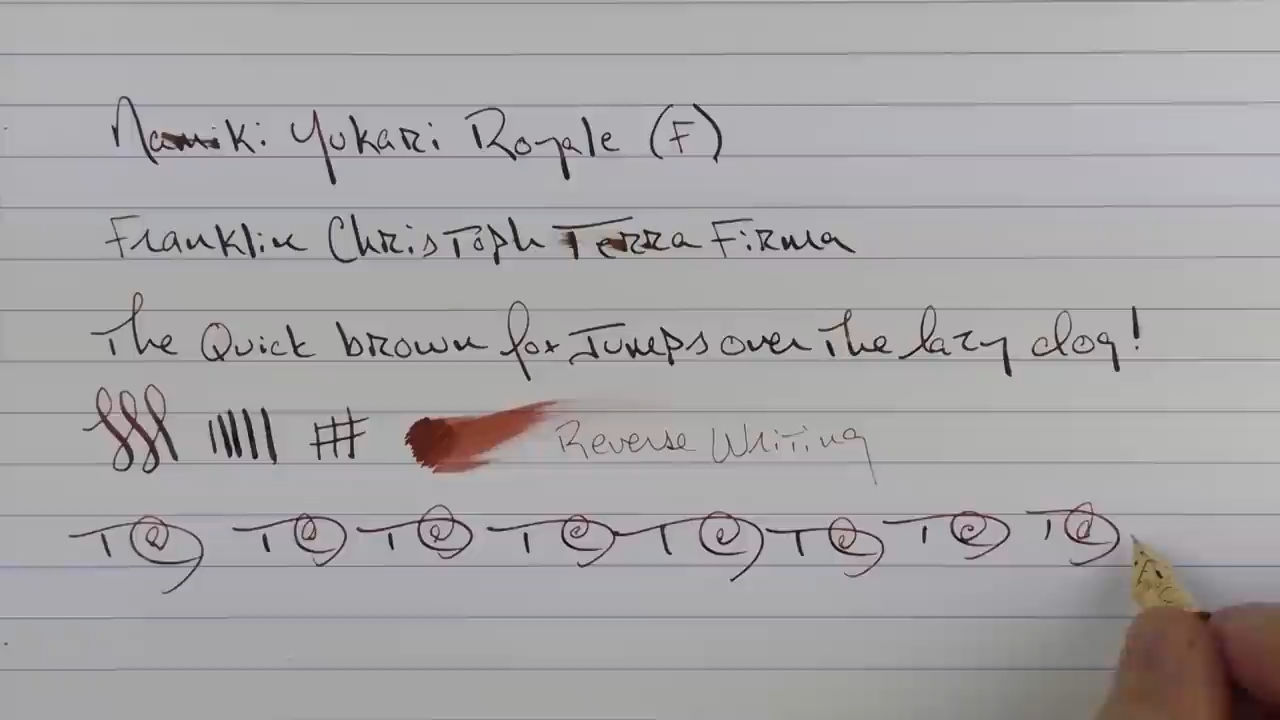 Namiki Yukari Royale (F)
Franklin Christoph Terra Firma
The Quick brown fox Jumps over The lazy dog!
Reverse Writing